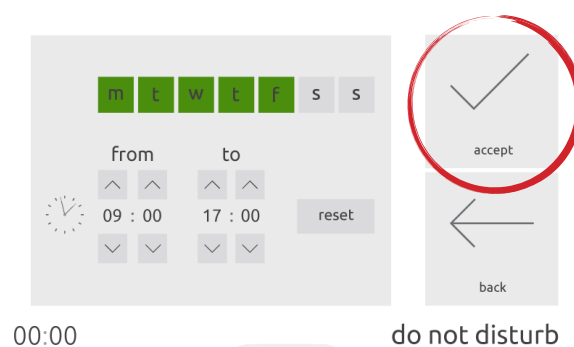 m t w t f s s
accept
from to
09 : 00 17 : 00
reset
back
00:00
do not disturb